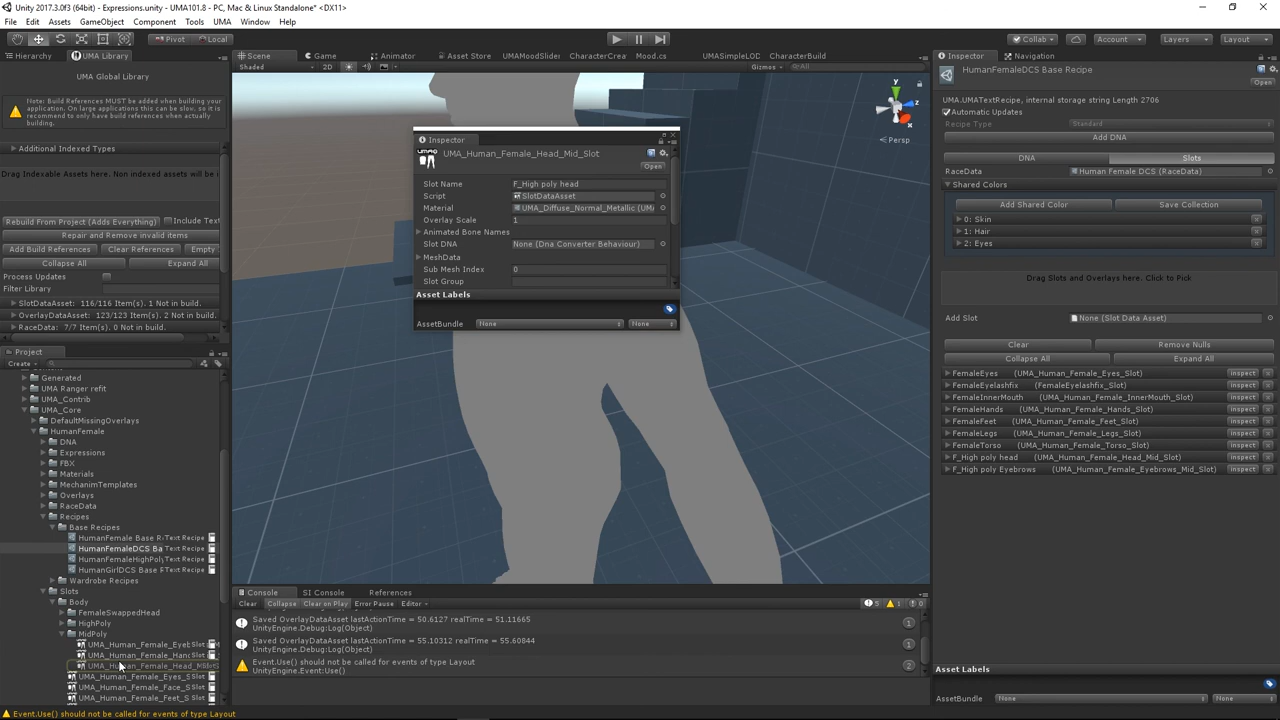 Unity 2017.3.0f3 (64-bit) - Expressions.unity - UMA101.8 - PC, Mac & Linux Standalone* <DX11>
File Edit Assets GameObject Component Tools UMA Window Help
Pivot Local Collab Account Layers Layout
Hierarchy UMA Library Scene Game Animator Asset Store UMAMoodSlider CharacterCrea Mood.cs UMASimpleLOD CharacterBuild Inspector Navigation
Shaded 2D Gizmos All
UMA Global Library
Note: Build References MUST be added when building your
application. On large applications this can be slow, so it is
recommend to only have build references when actually
building.
Additional Indexed Types
Drag Indexable Assets here. Non indexed assets will be i
Rebuild From Project (Adds Everything) Include Text
Repair and remove invalid items
Add Build References Clear References Empty
Collapse All Expand All
Process Updates
Filter Library
SlotDataAsset: 116/116 Item(s). 1 Not in build.
OverlayDataAsset: 123/123 Item(s). 2 Not in build.
RaceData: 7/7 Item(s). 0 Not in build.
Project
Create
Generated
UMA Ranger refit
UMA_Contrib
UMA_Core
DefaultMissingOverlays
HumanFemale
DNA
Expressions
FBX
Materials
MechanimTemplates
Overlays
RaceData
Recipes
Base Recipes
HumanFemale Base R Text Recipe
HumanFemaleDCS Ba Text Recipe
HumanFemaleHighPol Text Recipe
HumanGirlDCS Base F Text Recipe
Wardrobe Recipes
Slots
Body
FemaleSwappedHead
HighPoly
MidPoly
UMA_Human_Female_Eyeb Slot
UMA_Human_Female_Hand Slot
UMA_Human_Female_Head_M
UMA_Human_Female_Eyes_S Slot
UMA_Human_Female_Face_S Slot
UMA_Human_Female_Feet_S Slot
Event.Use() should not be called for events of type Layout
y
z
x
Persp
Inspector
UMA_Human_Female_Head_Mid_Slot
Open
Slot Name F_High poly head
Script SlotDataAsset
Material UMA_Diffuse_Normal_Metallic (UMA
Overlay Scale 1
Animated Bone Names
Slot DNA None (Dna Converter Behaviour)
MeshData
Sub Mesh Index 0
Slot Group
Asset Labels
AssetBundle None None
Console SI Console References
Clear Collapse Clear on Play Error Pause Editor 5 1 0
Saved OverlayDataAsset lastActionTime = 50.6127 realTime = 51.11665
UnityEngine.Debug:Log(Object) 1
Saved OverlayDataAsset lastActionTime = 55.10312 realTime = 55.60844
UnityEngine.Debug:Log(Object) 1
Event.Use() should not be called for events of type Layout
UnityEngine.Event:Use() 2
HumanFemaleDCS Base Recipe
Open
UMA.UMATextRecipe, internal storage string Length 2706
Automatic Updates
Recipe Type Standard
Add DNA
DNA Slots
RaceData Human Female DCS (RaceData)
Shared Colors
Add Shared Color Save Collection
0: Skin
1: Hair
2: Eyes
Drag Slots and Overlays here. Click to Pick
Add Slot None (Slot Data Asset)
Clear Remove Nulls
Collapse All Expand All
FemaleEyes (UMA_Human_Female_Eyes_Slot) inspect
FemaleEyelashfix (FemaleEyelashfix_Slot) inspect
FemaleInnerMouth (UMA_Human_Female_InnerMouth_Slot) inspect
FemaleHands (UMA_Human_Female_Hands_Slot) inspect
FemaleFeet (UMA_Human_Female_Feet_Slot) inspect
FemaleLegs (UMA_Human_Female_Legs_Slot) inspect
FemaleTorso (UMA_Human_Female_Torso_Slot) inspect
F_High poly head (UMA_Human_Female_Head_Mid_Slot) inspect
F_High poly Eyebrows (UMA_Human_Female_Eyebrows_Mid_Slot) inspect
Asset Labels
AssetBundle None None